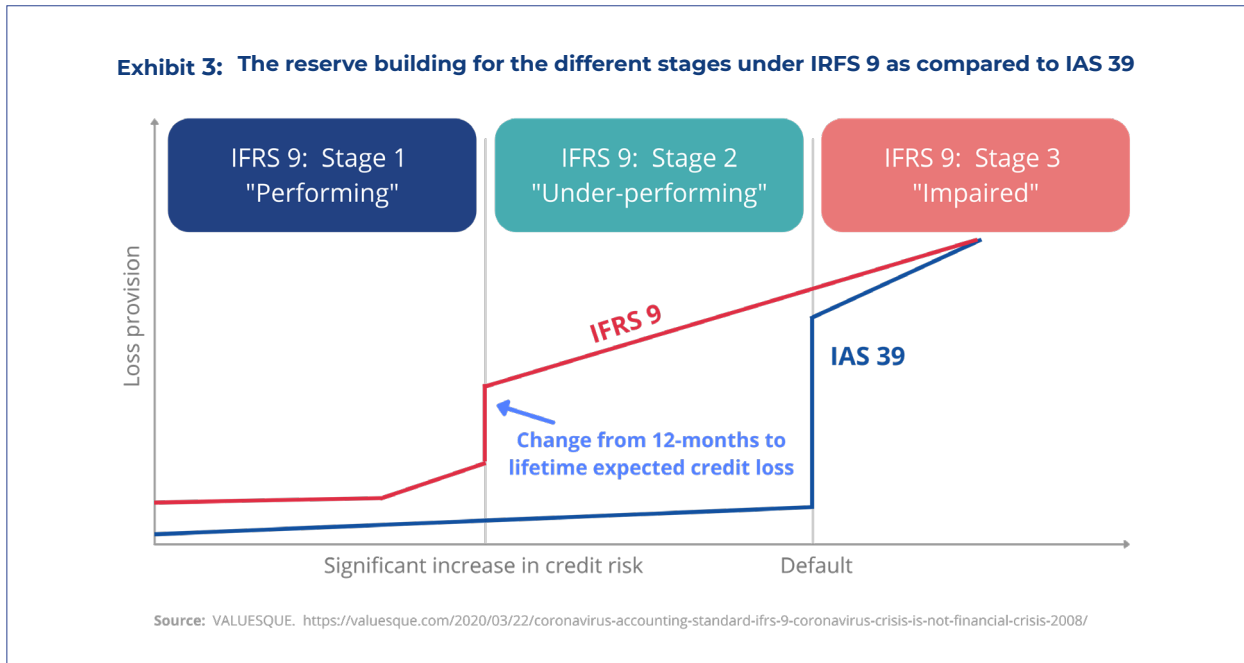 Exhibit 3: The reserve building for the different stages under IRFS 9 as compared to IAS 39
IFRS 9: Stage 1
"Performing"
IFRS 9: Stage 2
"Under-performing"
IFRS 9: Stage 3
"Impaired"
Loss provision
IFRS 9
IAS 39
Change from 12-months to
lifetime expected credit loss
Significant increase in credit risk
Default
Source: VALUESQUE. https://valuesque.com/2020/03/22/coronavirus-accounting-standard-ifrs-9-coronavirus-crisis-is-not-financial-crisis-2008/